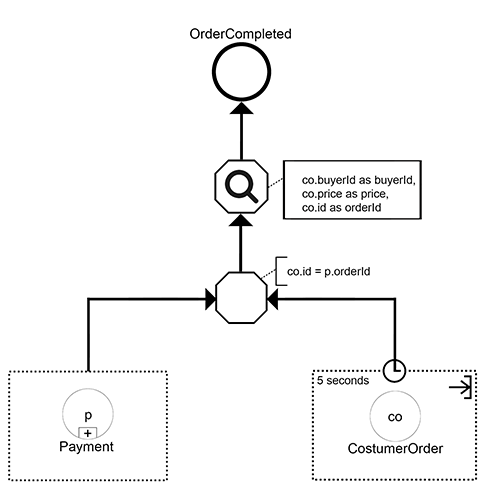 OrderCompleted
co.buyerId as buyerId,
co.price as price,
co.id as orderId
co.id = p.orderId
5 seconds
p
+
Payment
co
CostumerOrder